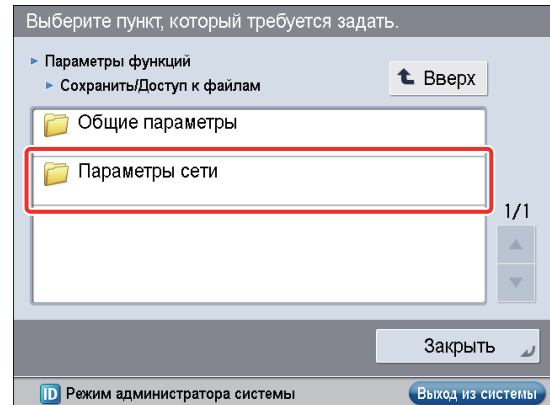 Выберите пункт, который требуется задать.
Параметры функций
Сохранить/Доступ к файлам
Вверх
Общие параметры
Параметры сети
1/1
Закрыть
ID Режим администратора системы
Выход из системы